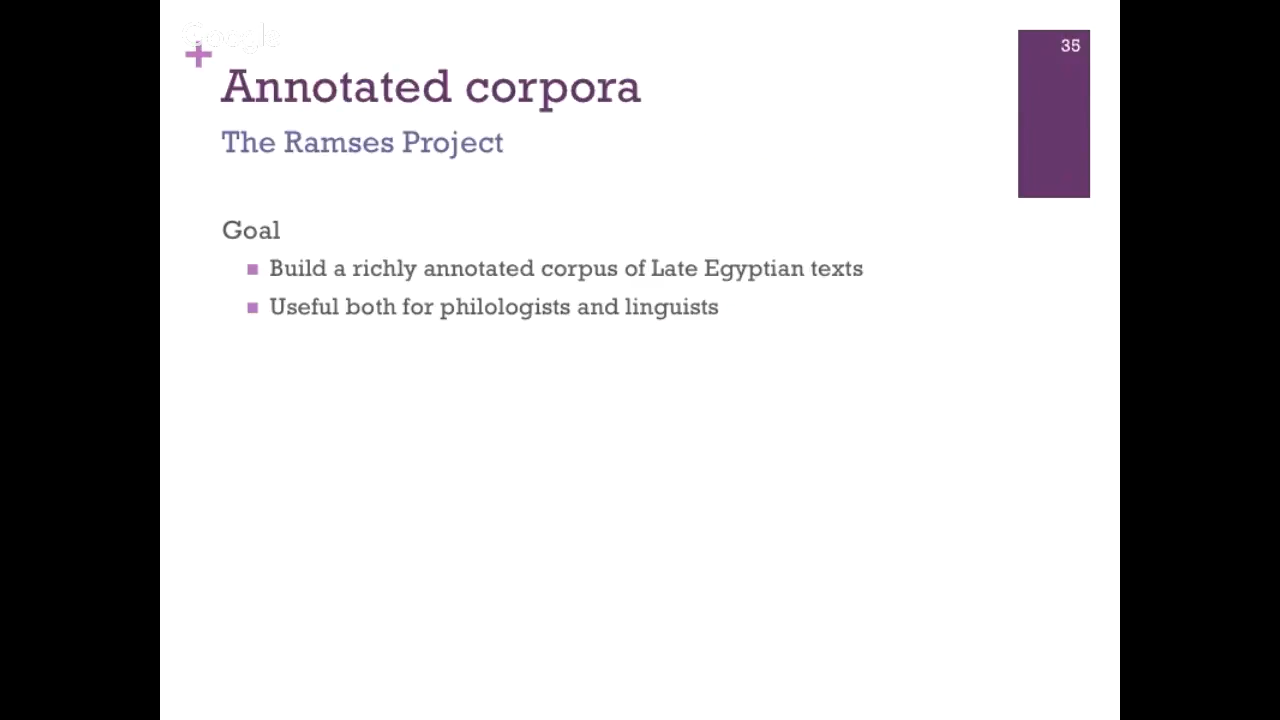 Google
35
Annotated corpora
The Ramses Project
Goal
Build a richly annotated corpus of Late Egyptian texts
Useful both for philologists and linguists